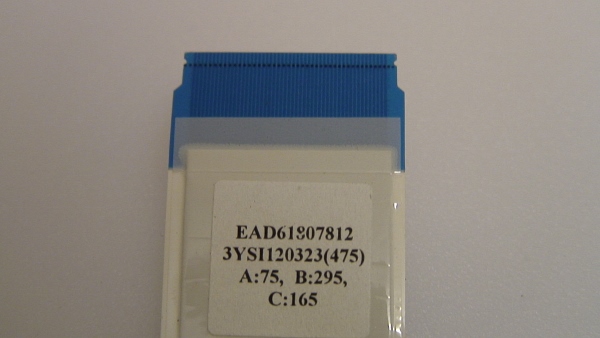 EAD61807812
3YSI120323(475)
A:75, B:295,
C:165